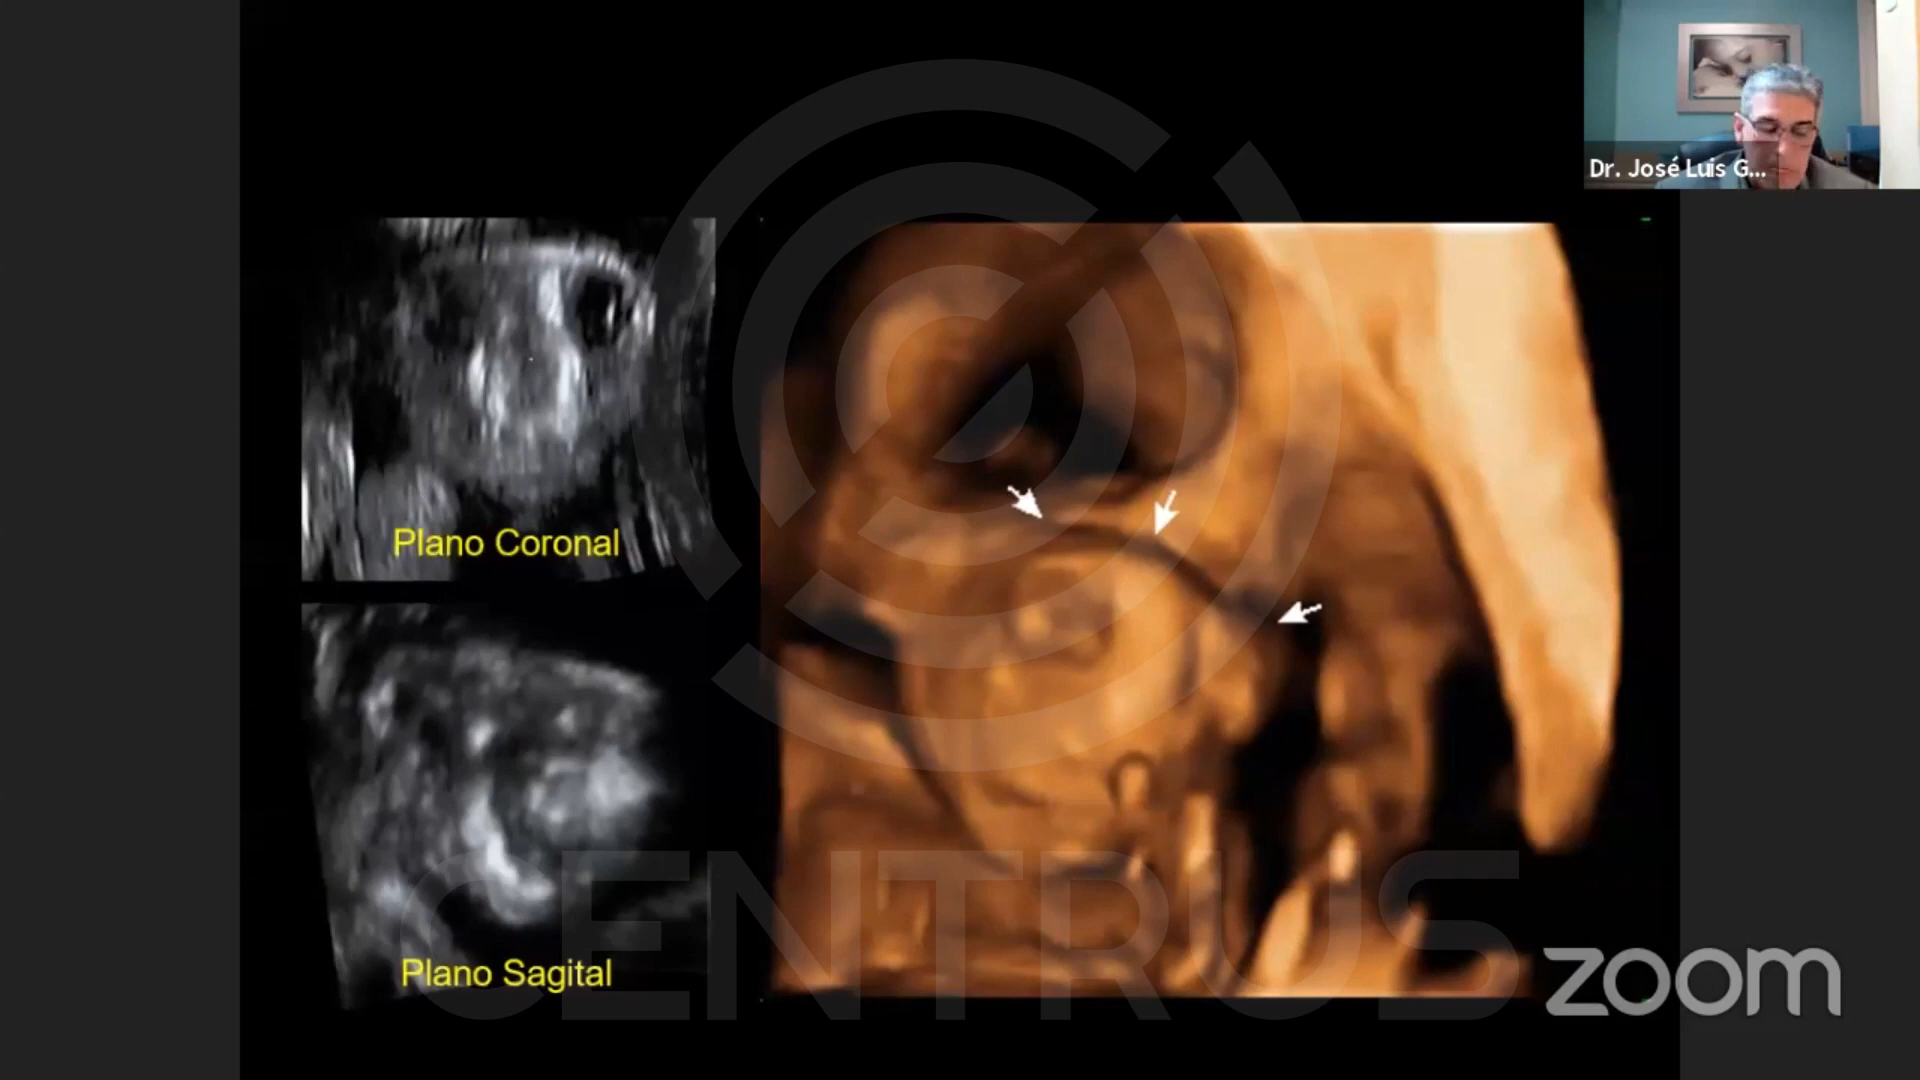 Dr. José Luis G...
Plano Coronal
Plano Sagital
CENTRUS
zoom